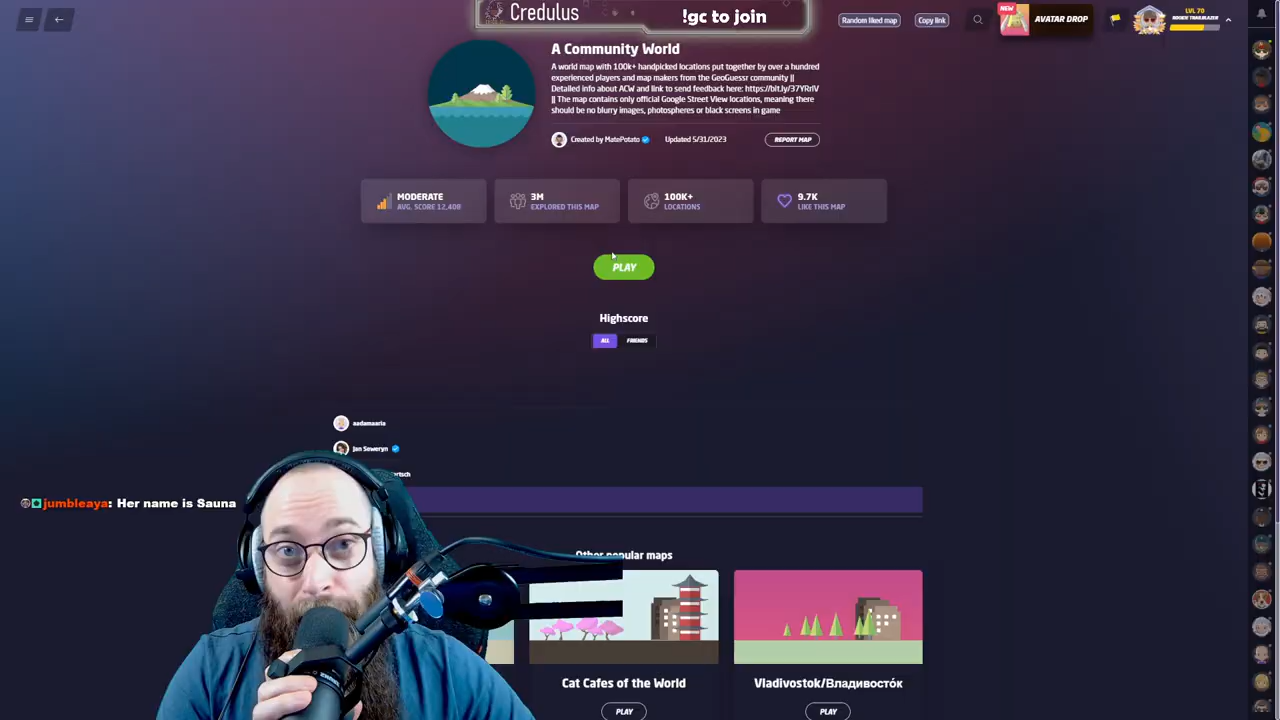 Credulus
!gc to join
Random liked map
Copy link
NEW
AVATAR DROP
LVL 70
A Community World
A world map with 100k+ handpicked locations put together by over a hundred
experienced players and map makers from the GeoGuessr community ||
Detailed info about ACW and link to send feedback here: https://bit.ly/37YRrIV
|| The map contains only official Google Street View locations, meaning there
should be no blurry images, photospheres or black screens in game
Created by MatePotato
Updated 5/31/2023
REPORT MAP
MODERATE
AVG. SCORE 12,408
3M
EXPLORED THIS MAP
100K+
LOCATIONS
9.7K
LIKE THIS MAP
PLAY
Highscore
ALL
FRIENDS
aadamaaria
Jan Seweryn
jumbleaya: Her name is Sauna
Other popular maps
Cat Cafes of the World
Vladivostok/Владивосто́к
PLAY
PLAY